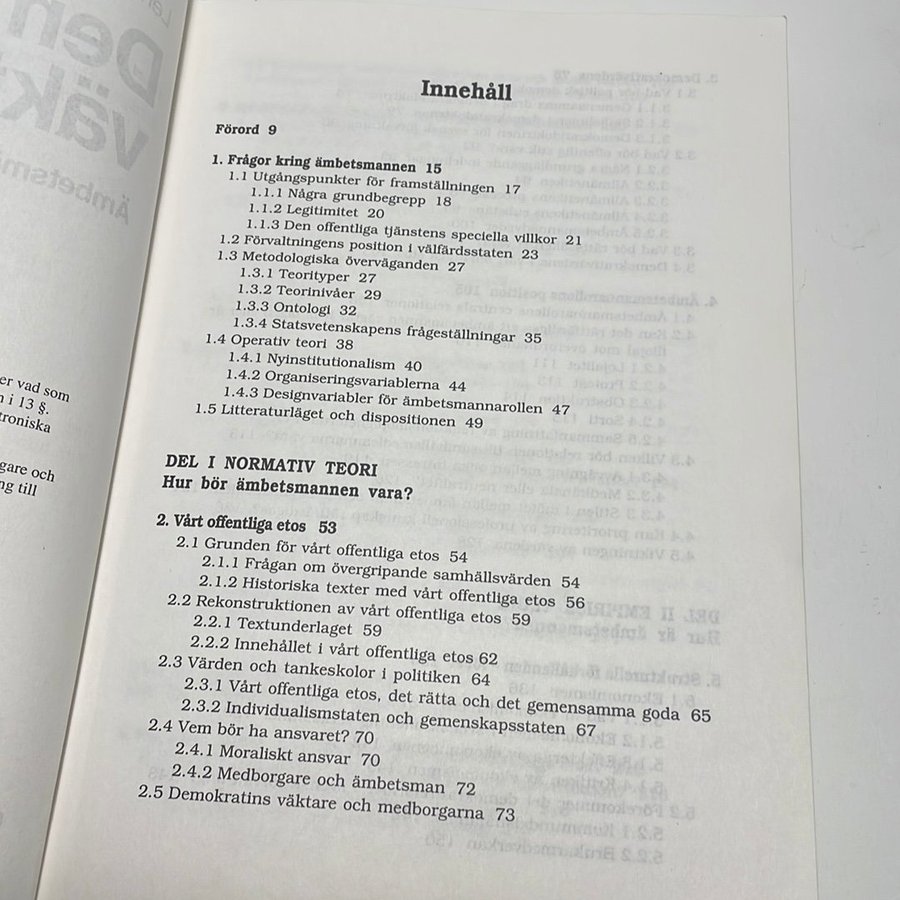 er vad som
n i 13 §.
troniska
gare och
ng till
Innehåll
Förord 9
1. Frågor kring ämbetsmannen 15
1.1 Utgångspunkter för framställningen 17
1.1.1 Några grundbegrepp 18
1.1.2 Legitimitet 20
1.1.3 Den offentliga tjänstens speciella villkor 21
1.2 Förvaltningens position i välfärdsstaten 23
1.3 Metodologiska överväganden 27
1.3.1 Teorityper 27
1.3.2 Teorinivåer 29
1.3.3 Ontologi 32
1.3.4 Statsvetenskapens frågeställningar 35
1.4 Operativ teori 38
1.4.1 Nyinstitutionalism 40
1.4.2 Organiseringsvariablerna 44
1.4.3 Designvariabler för ämbetsmannarollen 47
1.5 Litteraturläget och dispositionen 49
DEL I NORMATIV TEORI
Hur bör ämbetsmannen vara?
2. Vårt offentliga etos 53
2.1 Grunden för vårt offentliga etos 54
2.1.1 Frågan om övergripande samhällsvärden 54
2.1.2 Historiska texter med vårt offentliga etos 56
2.2 Rekonstruktionen av vårt offentliga etos 59
2.2.1 Textunderlaget 59
2.2.2 Innehållet i vårt offentliga etos 62
2.3 Värden och tankeskolor i politiken 64
2.3.1 Vårt offentliga etos, det rätta och det gemensamma goda 65
2.3.2 Individualismstaten och gemenskapsstaten 67
2.4 Vem bör ha ansvaret? 70
2.4.1 Moraliskt ansvar 70
2.4.2 Medborgare och ämbetsman 72
2.5 Demokratins väktare och medborgarna 73